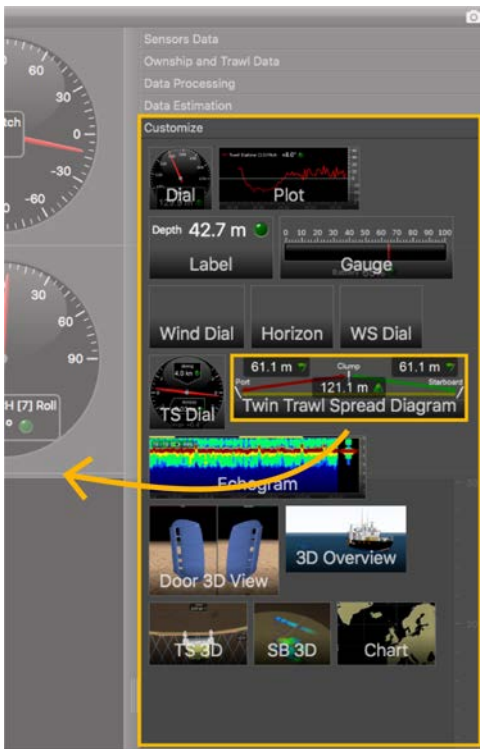 Sensors Data
Ownship and Trawl Data
Data Processing
Data Estimation
Customize
60
30
0
-30
-60
tch
Dial
Plot
Depth 42.7 m
Label
0 10 20 30 40 50 60 70 80 90 100
Gauge
30
60
90
H [7] Roll
Wind Dial
Horizon
WS Dial
4.0 kn
TS Dial
61.1 m
Clump
61.1 m
Port
121.1 m
Starboard
Twin Trawl Spread Diagram
Echogram
Door 3D View
3D Overview
TS 3D
SB 3D
Chart